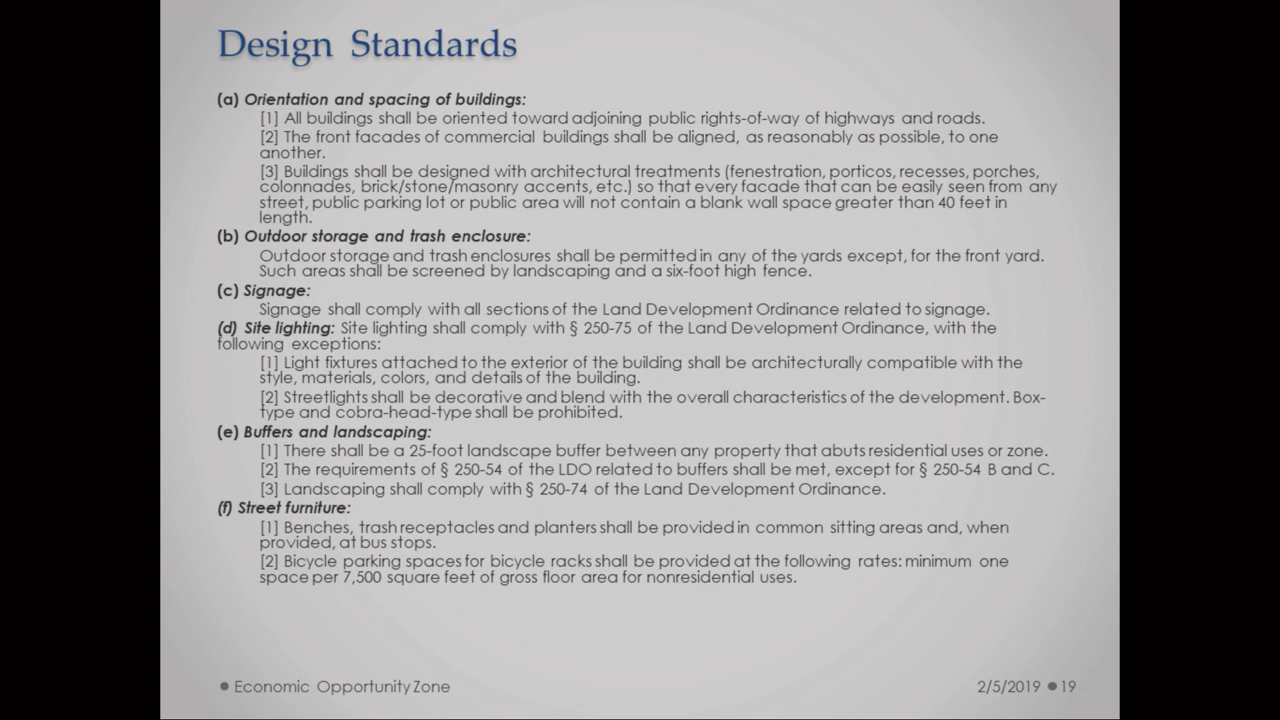 Design Standards
(a) Orientation and spacing of buildings:
[1] All buildings shall be oriented toward adjoining public rights-of-way of highways and roads.
[2] The front facades of commercial buildings shall be aligned, as reasonably as possible, to one
another.
[3] Buildings shall be designed with architectural treatments (fenestration, porticos, recesses, porches,
colonnades, brick/stone/masonry accents, etc.) so that every facade that can be easily seen from any
street, public parking lot or public area will not contain a blank wall space greater than 40 feet in
length.
(b) Outdoor storage and trash enclosure:
Outdoor storage and trash enclosures shall be permitted in any of the yards except, for the front yard.
Such areas shall be screened by landscaping and a six-foot high fence.
(c) Signage:
Signage shall comply with all sections of the Land Development Ordinance related to signage.
(d) Site lighting: Site lighting shall comply with § 250-75 of the Land Development Ordinance, with the
following exceptions:
[1] Light fixtures attached to the exterior of the building shall be architecturally compatible with the
style, materials, colors, and details of the building.
[2] Streetlights shall be decorative and blend with the overall characteristics of the development. Box-
type and cobra-head-type shall be prohibited.
(e) Buffers and landscaping:
[1] There shall be a 25-foot landscape buffer between any property that abuts residential uses or zone.
[2] The requirements of § 250-54 of the LDO related to buffers shall be met, except for § 250-54 B and C.
[3] Landscaping shall comply with § 250-74 of the Land Development Ordinance.
(f) Street furniture:
[1] Benches, trash receptacles and planters shall be provided in common sitting areas and, when
provided, at bus stops.
[2] Bicycle parking spaces for bicycle racks shall be provided at the following rates: minimum one
space per 7,500 square feet of gross floor area for nonresidential uses.
• Economic Opportunity Zone
2/5/2019 • 19